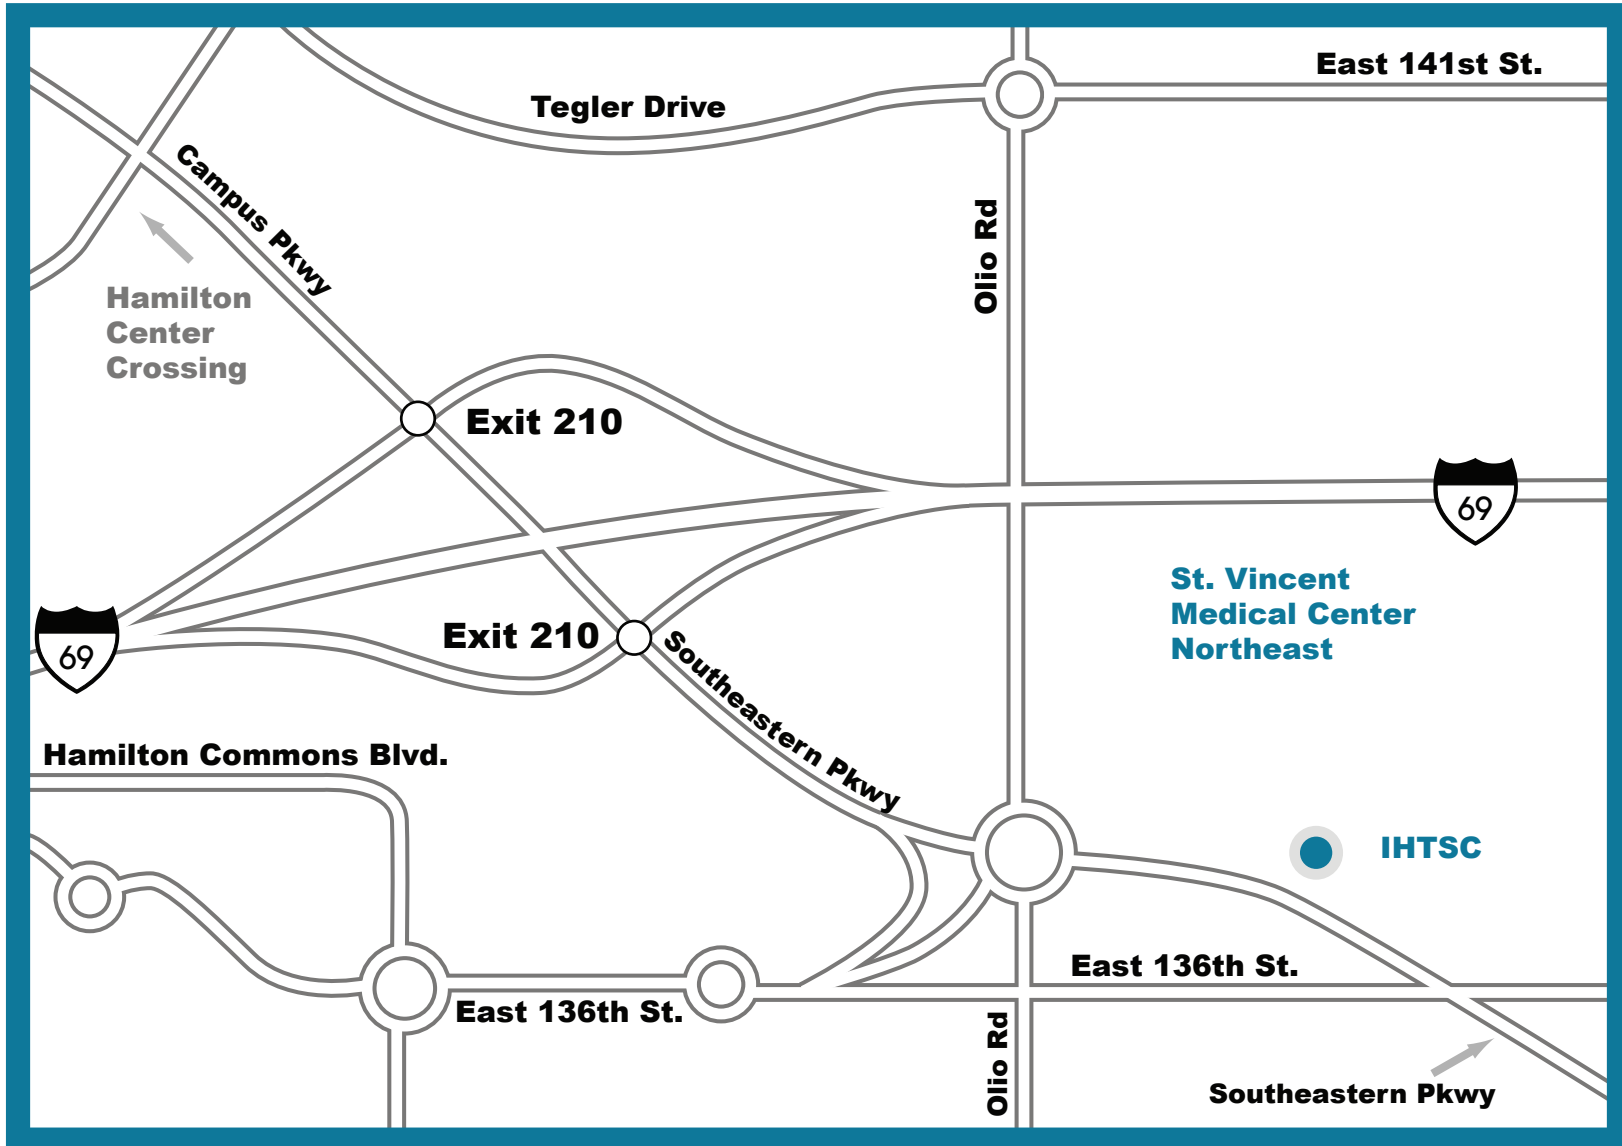 East 141st St.
Tegler Drive
Campus Pkwy
Olio Rd
Hamilton
Center
Crossing
Exit 210
69
St. Vincent
Medical Center
Northeast
Exit 210
69
Southeastern Pkwy
Hamilton Commons Blvd.
IHTSC
East 136th St.
East 136th St.
Olio Rd
Southeastern Pkwy